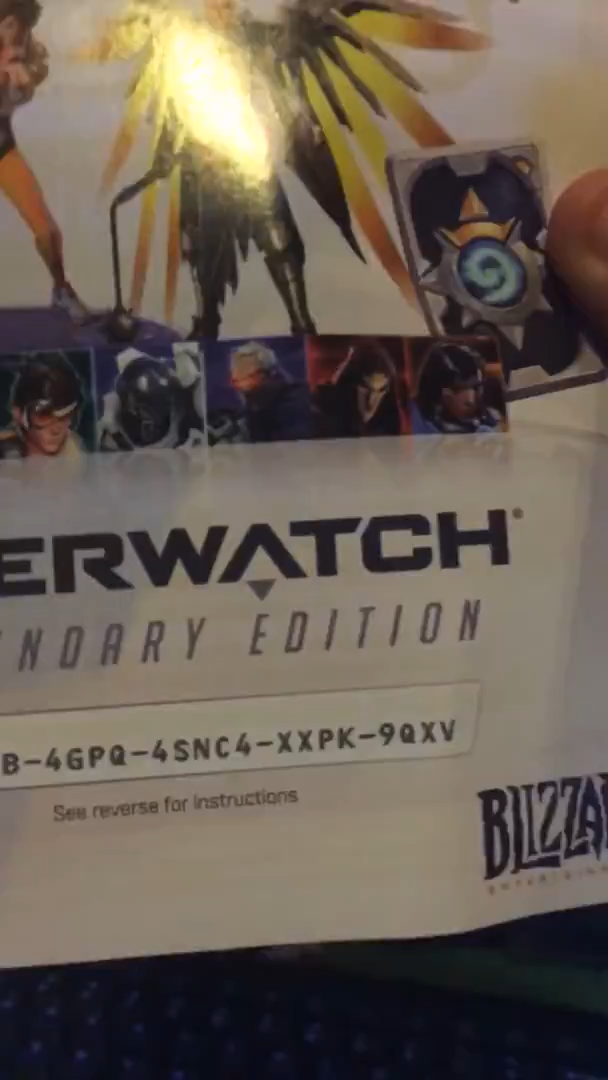 ERWATCH®
NDARY EDITION
B-4GPQ-4SNC4-XXPK-9QXV
See reverse for instructions
BLIZZA